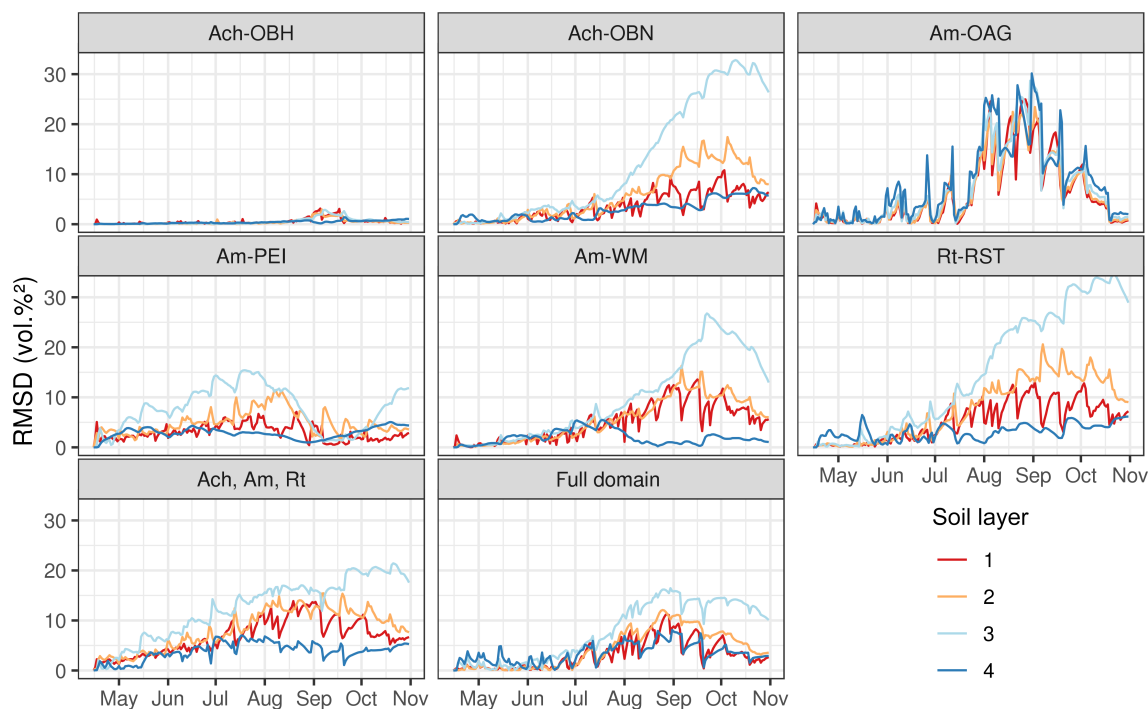 Ach-OBH Ach-OBN Am-OAG
30
20
10
0
Am-PEI Am-WM Rt-RST
30
20
10
0
May Jun Jul Aug Sep Oct Nov
Ach, Am, Rt Full domain
30
20
10
0
May Jun Jul Aug Sep Oct Nov May Jun Jul Aug Sep Oct Nov
RMSD (vol.%²)
Soil layer
1
2
3
4